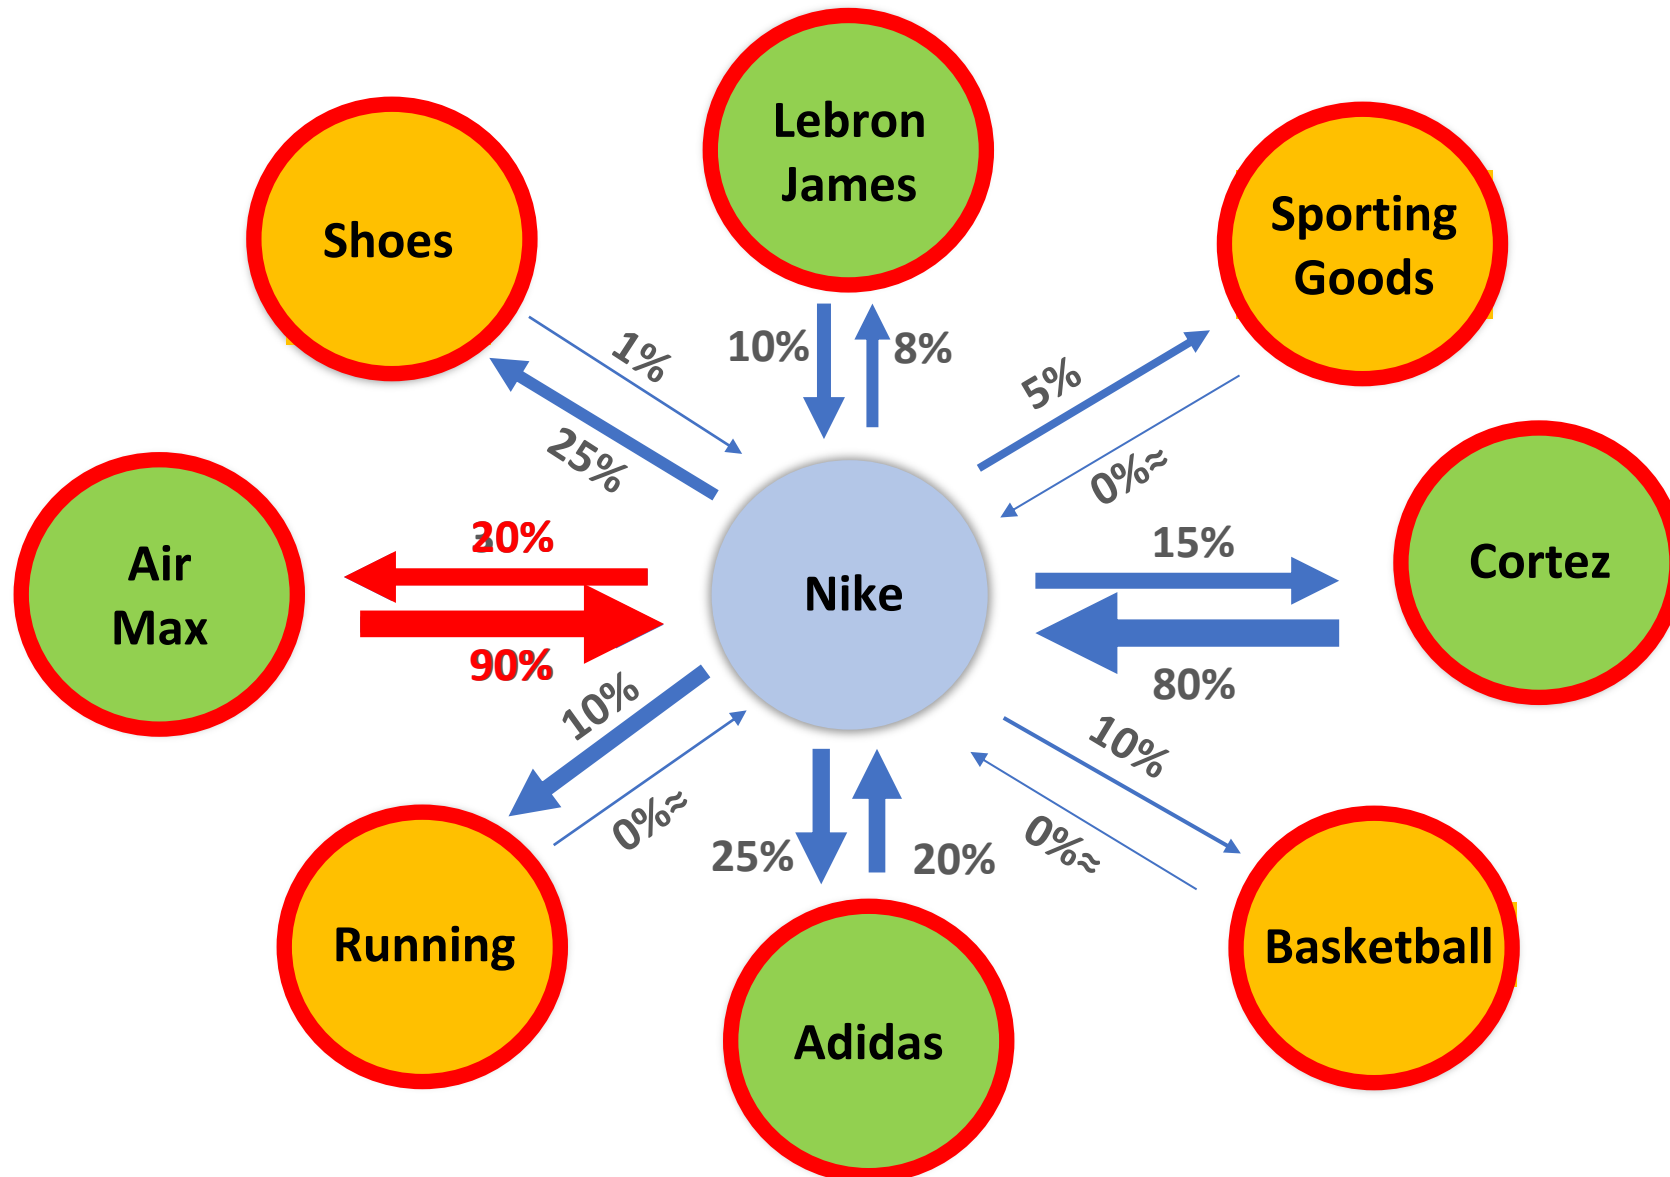 Lebron
James
Shoes
Sporting
Goods
1%
10%
8%
5%
25%
0%≈
Air
Max
90%
Nike
15%
80%
Cortez
10%
0%≈
10%
0%≈
25%
20%
Running
Adidas
Basketball